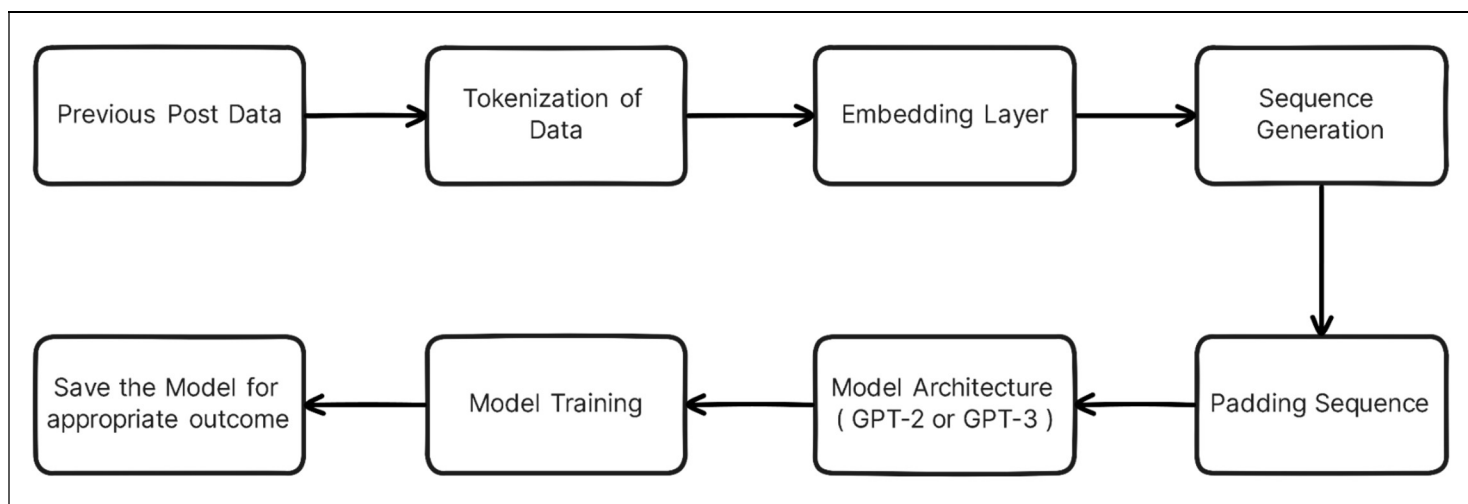 Previous Post Data
Tokenization of
Data
Embedding Layer
Sequence
Generation
Padding Sequence
Model Architecture
( GPT-2 or GPT-3 )
Model Training
Save the Model for
appropriate outcome